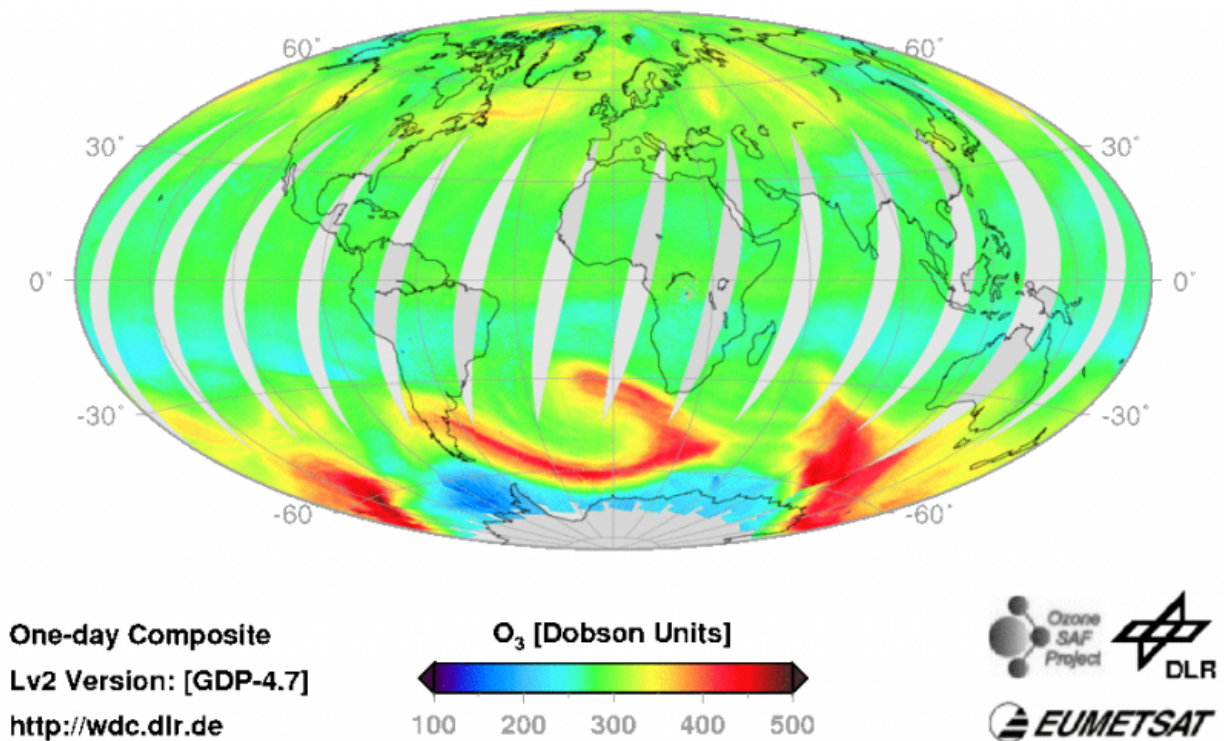 60°
60°
30°
30°
0°
0°
-30°
-30°
-60°
-60°
One-day Composite
Lv2 Version: [GDP-4.7]
http://wdc.dlr.de
O3 [Dobson Units]
100 200 300 400 500
Ozone
SAF
Project
DLR
EUMETSAT